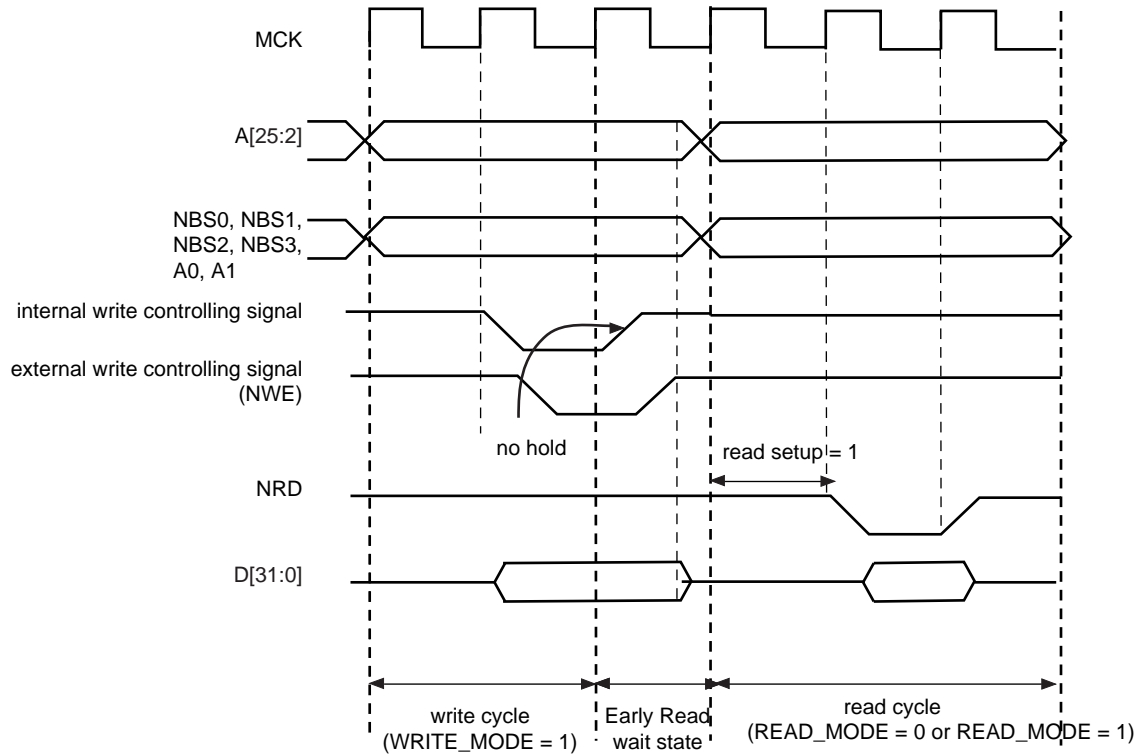 MCK
A[25:2]
NBS0, NBS1,
NBS2, NBS3,
A0, A1
internal write controlling signal
external write controlling signal
(NWE)
no hold
read setup = 1
NRD
D[31:0]
write cycle
(WRITE_MODE = 1)
Early Read
wait state
read cycle
(READ_MODE = 0 or READ_MODE = 1)